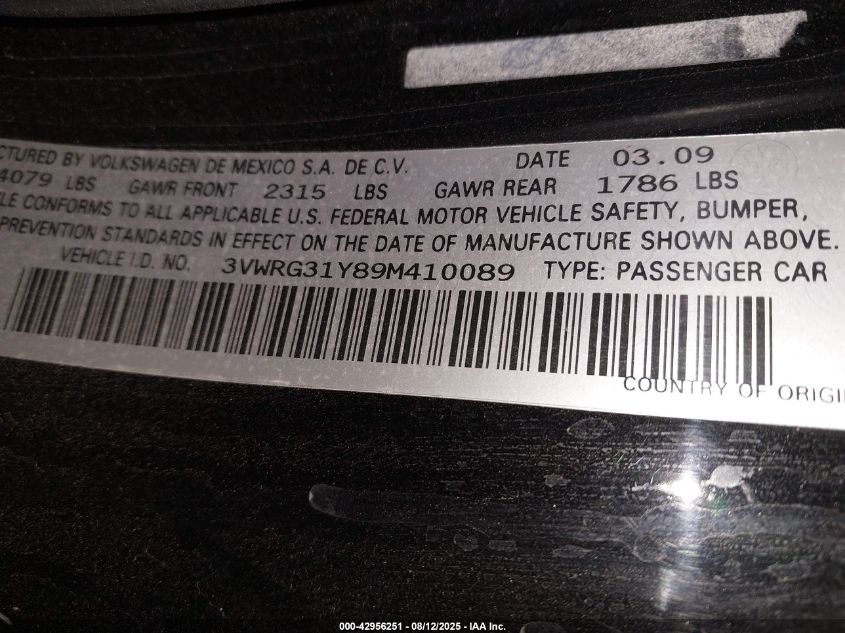 CTURED BY VOLKSWAGEN DE MEXICO S.A. DE C.V. DATE 03.09
4079 LBS GAWR FRONT 2315 LBS GAWR REAR 1786 LBS
CLE CONFORMS TO ALL APPLICABLE U.S. FEDERAL MOTOR VEHICLE SAFETY, BUMPER,
PREVENTION STANDARDS IN EFFECT ON THE DATE OF MANUFACTURE SHOWN ABOVE.
VEHICLE I.D. NO. 3VWRG31Y89M410089 TYPE: PASSENGER CAR
COUNTRY OF ORIGI
000-42956251 - 08/12/2025 - IAA Inc.